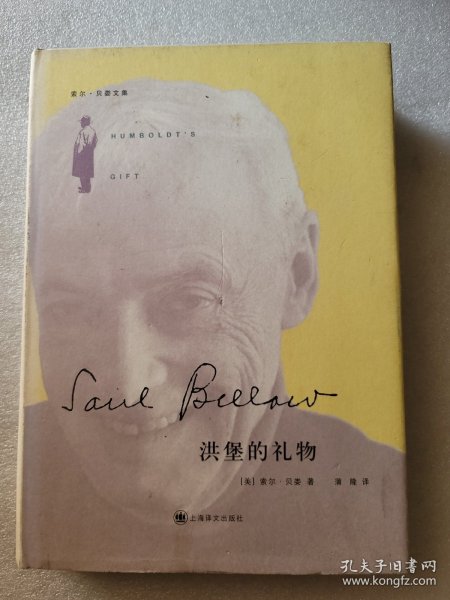 索尔·贝娄文集
HUMBOLDT'S
GIFT
Saul Bellow
洪堡的礼物
[美] 索尔·贝娄 著 蒲隆 译
上海译文出版社
孔夫子旧书网
www.kongfz.com